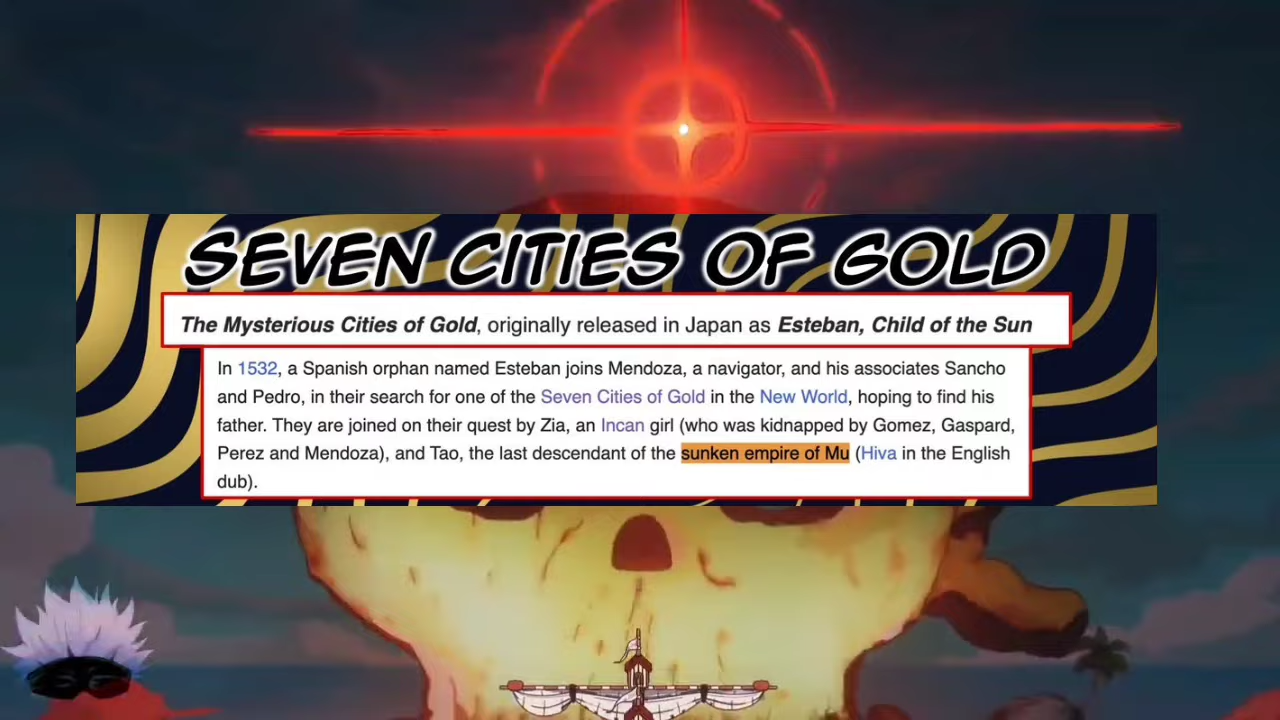 SEVEN CITIES OF GOLD
The Mysterious Cities of Gold, originally released in Japan as Esteban, Child of the Sun
In 1532, a Spanish orphan named Esteban joins Mendoza, a navigator, and his associates Sancho
and Pedro, in their search for one of the Seven Cities of Gold in the New World, hoping to find his
father. They are joined on their quest by Zia, an Incan girl (who was kidnapped by Gomez, Gaspard,
Perez and Mendoza), and Tao, the last descendant of the sunken empire of Mu (Hiva in the English
dub).